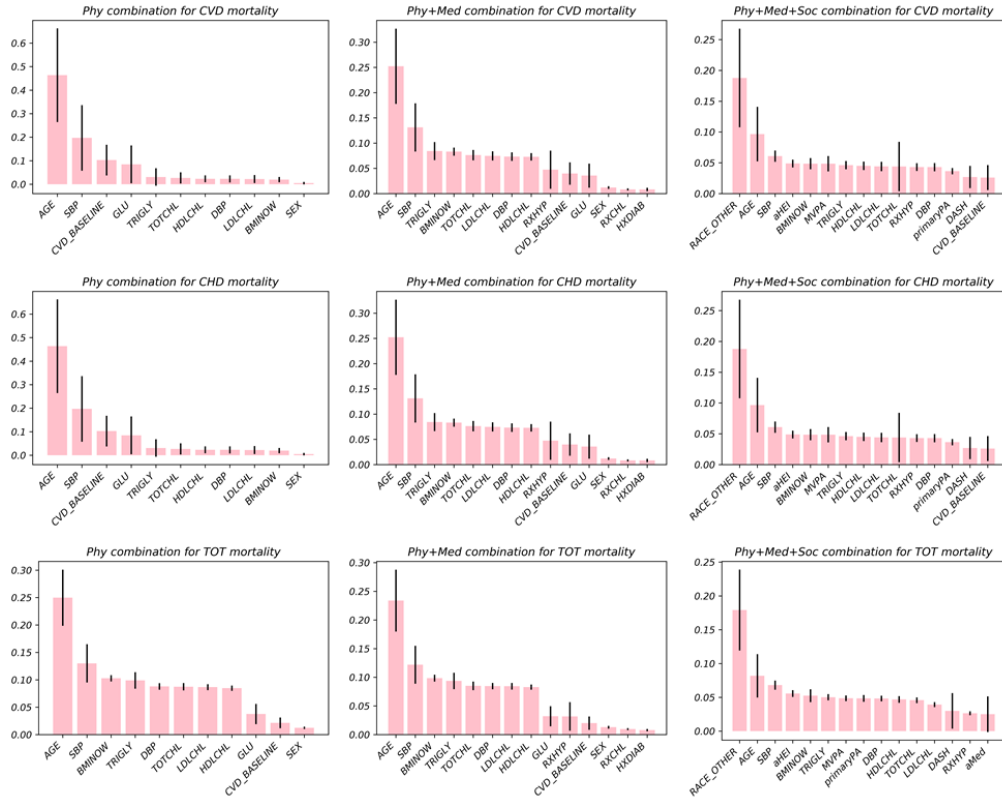 Phy combination for CVD mortality
0.6
0.5
0.4
0.3
0.2
0.1
0.0
AGE
SBP
CVD_BASELINE
GLU
TRIGLY
TOTCHL
HDLCHL
DBP
LDLCHL
BMINOW
SEX
Phy+Med combination for CVD mortality
0.30
0.25
0.20
0.15
0.10
0.05
0.00
AGE
SBP
TRIGLY
BMINOW
TOTCHL
LDLCHL
DBP
HDLCHL
RXHYP
CVD_BASELINE
GLU
SEX
RXCHL
HXDIAB
Phy+Med+Soc combination for CVD mortality
0.25
0.20
0.15
0.10
0.05
0.00
RACE_OTHER
AGE
SBP
aHEI
BMINOW
MVPA
TRIGLY
HDLCHL
LDLCHL
TOTCHL
RXHYP
DBP
primaryPA
DASH
CVD_BASELINE
Phy combination for CHD mortality
0.6
0.5
0.4
0.3
0.2
0.1
0.0
AGE
SBP
CVD_BASELINE
GLU
TRIGLY
TOTCHL
HDLCHL
DBP
LDLCHL
BMINOW
SEX
Phy+Med combination for CHD mortality
0.30
0.25
0.20
0.15
0.10
0.05
0.00
AGE
SBP
TRIGLY
BMINOW
TOTCHL
LDLCHL
DBP
HDLCHL
RXHYP
CVD_BASELINE
GLU
SEX
RXCHL
HXDIAB
Phy+Med+Soc combination for CHD mortality
0.25
0.20
0.15
0.10
0.05
0.00
RACE_OTHER
AGE
SBP
aHEI
BMINOW
MVPA
TRIGLY
HDLCHL
LDLCHL
TOTCHL
RXHYP
DBP
primaryPA
DASH
CVD_BASELINE
Phy combination for TOT mortality
0.30
0.25
0.20
0.15
0.10
0.05
0.00
AGE
SBP
BMINOW
TRIGLY
DBP
TOTCHL
LDLCHL
HDLCHL
GLU
CVD_BASELINE
SEX
Phy+Med combination for TOT mortality
0.30
0.25
0.20
0.15
0.10
0.05
0.00
AGE
SBP
BMINOW
TRIGLY
TOTCHL
DBP
LDLCHL
HDLCHL
GLU
RXHYP
CVD_BASELINE
SEX
RXCHL
HXDIAB
Phy+Med+Soc combination for TOT mortality
0.25
0.20
0.15
0.10
0.05
0.00
RACE_OTHER
AGE
SBP
aHEI
BMINOW
TRIGLY
MVPA
primaryPA
DBP
HDLCHL
TOTCHL
LDLCHL
DASH
RXHYP
aMed